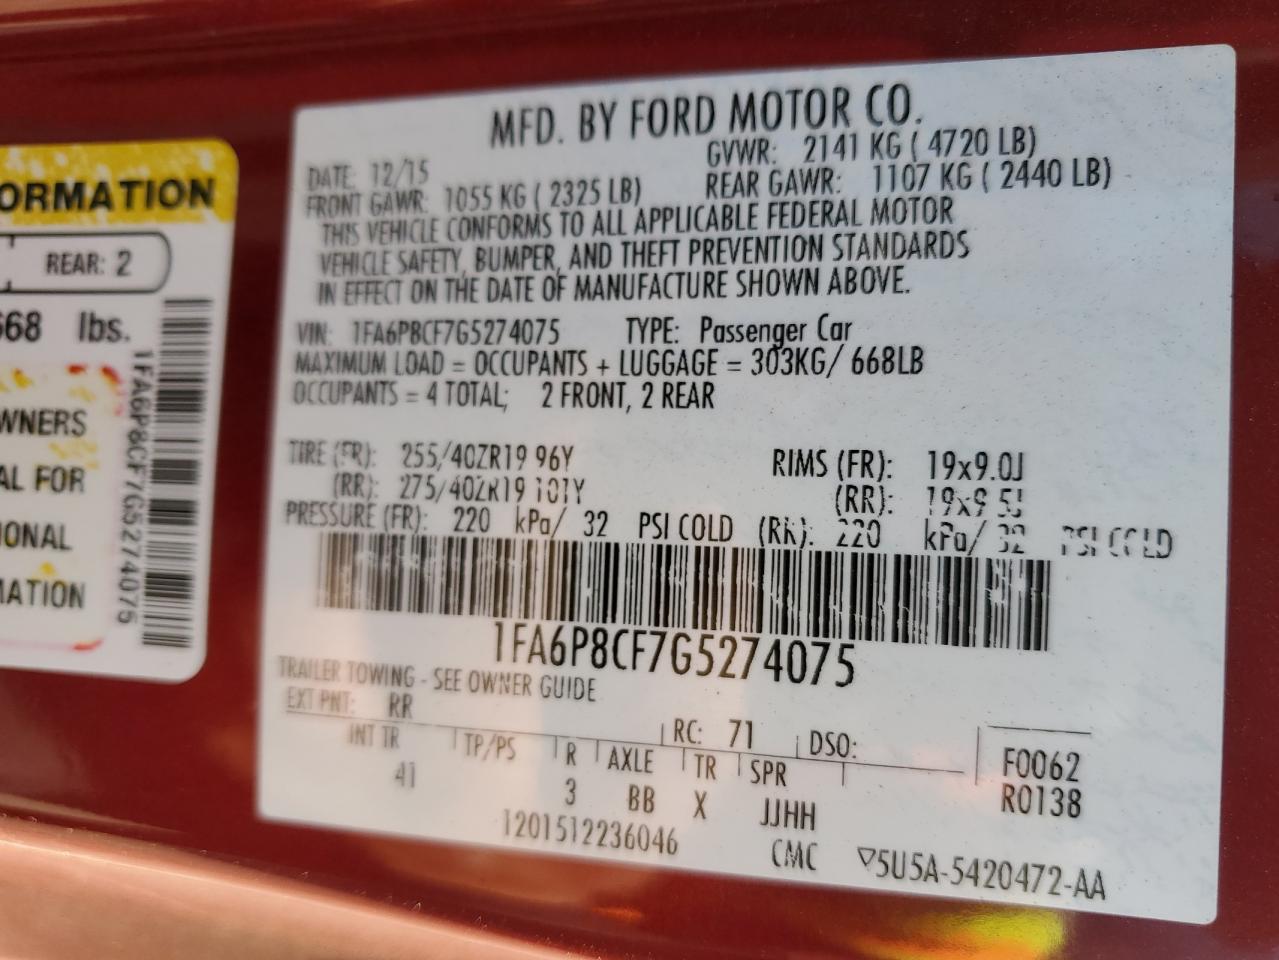 ORMATION
REAR: 2
668 lbs.
WNERS
AL FOR
IONAL
MATION
1FA6P8CF7G5274075
MFD. BY FORD MOTOR CO.
DATE: 12/15 GVWR: 2141 KG ( 4720 LB)
FRONT GAWR: 1055 KG ( 2325 LB) REAR GAWR: 1107 KG ( 2440 LB)
THIS VEHICLE CONFORMS TO ALL APPLICABLE FEDERAL MOTOR
VEHICLE SAFETY, BUMPER, AND THEFT PREVENTION STANDARDS
IN EFFECT ON THE DATE OF MANUFACTURE SHOWN ABOVE.
VIN: 1FA6P8CF7G5274075 TYPE: Passenger Car
MAXIMUM LOAD = OCCUPANTS + LUGGAGE = 303KG/ 668LB
OCCUPANTS = 4 TOTAL; 2 FRONT, 2 REAR
TIRE (FR): 255/40ZR19 96Y RIMS (FR): 19x9.0J
(RR): 275/40ZR19 101Y (RR): 19x9.5J
PRESSURE (FR): 220 kPa/ 32 PSI COLD (RR): 220 kPa/ 32 PSI COLD
1FA6P8CF7G5274075
TRAILER TOWING - SEE OWNER GUIDE
EXT PNT: RR RC: 71 DSO:
INT TR TP/PS R AXLE TR SPR F0062
41 3 BB X JJHH R0138
1201512236046 CMC ▽5U5A-5420472-AA